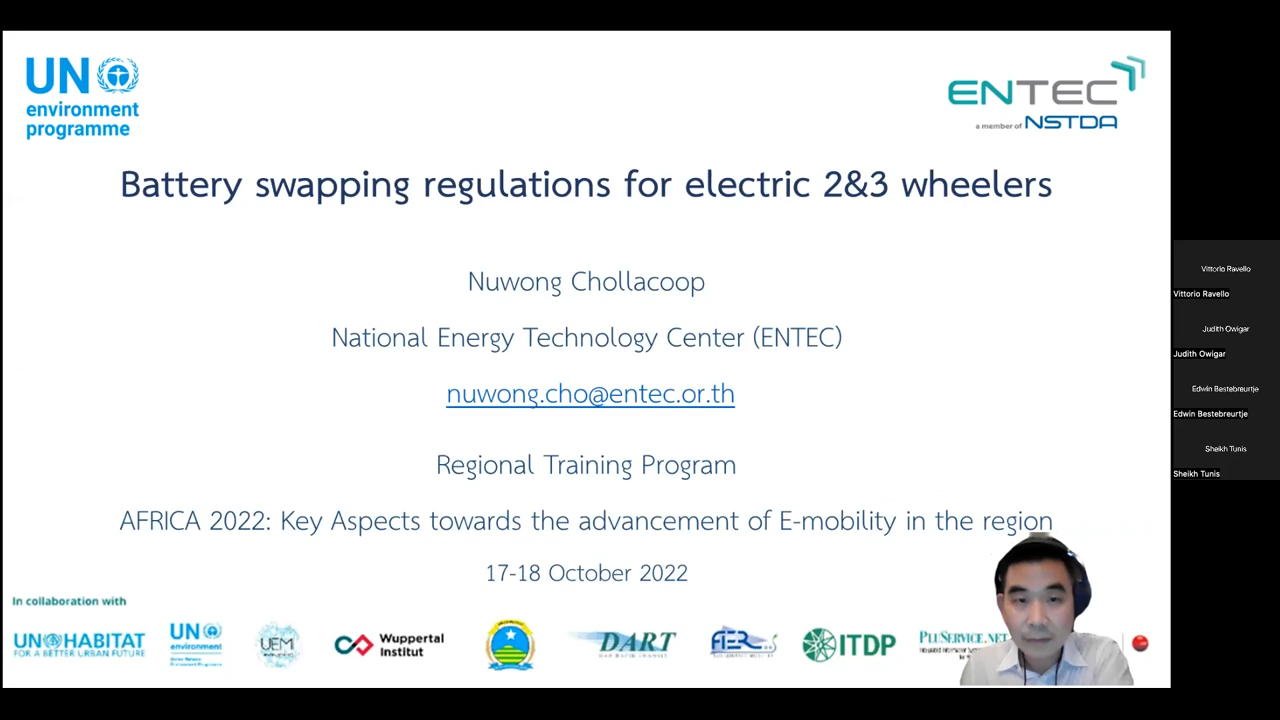 UN
environment
programme
ENTEC
a member of NSTDA
Battery swapping regulations for electric 2&3 wheelers
Nuwong Chollacoop
National Energy Technology Center (ENTEC)
nuwong.cho@entec.or.th
Regional Training Program
AFRICA 2022: Key Aspects towards the advancement of E-mobility in the region
17-18 October 2022
In collaboration with
UN HABITAT
FOR A BETTER URBAN FUTURE
UN
environment
UEM
Wuppertal
Institut
DART
FIER
ITDP
PLUSERVICE.NET
Vittorio Ravello
Vittorio Ravello
Judith Owigar
Judith Owigar
Edwin Bestebreurtje
Edwin Bestebreurtje
Sheikh Tunis
Sheikh Tunis